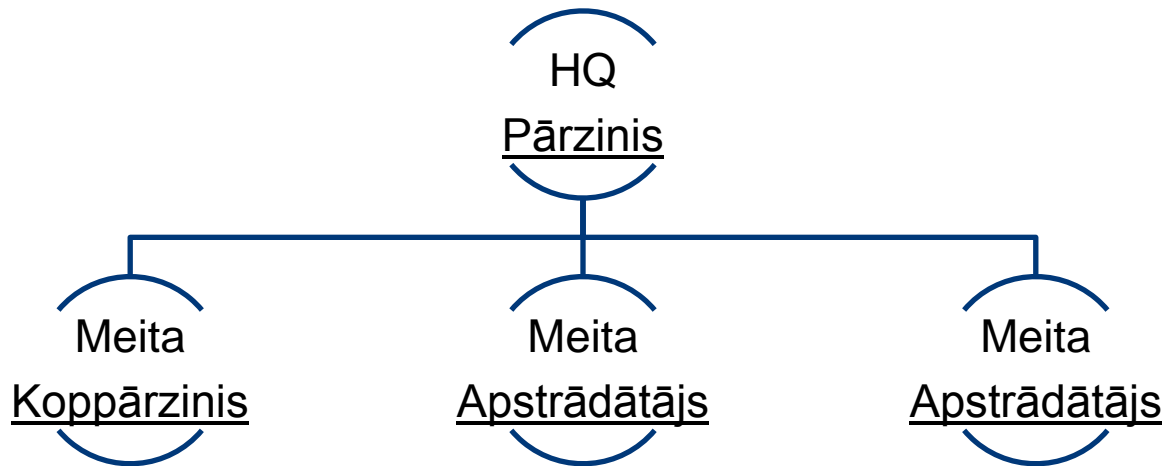 HQ
Pārzinis
Meita
Koppārzinis
Meita
Apstrādātājs
Meita
Apstrādātājs